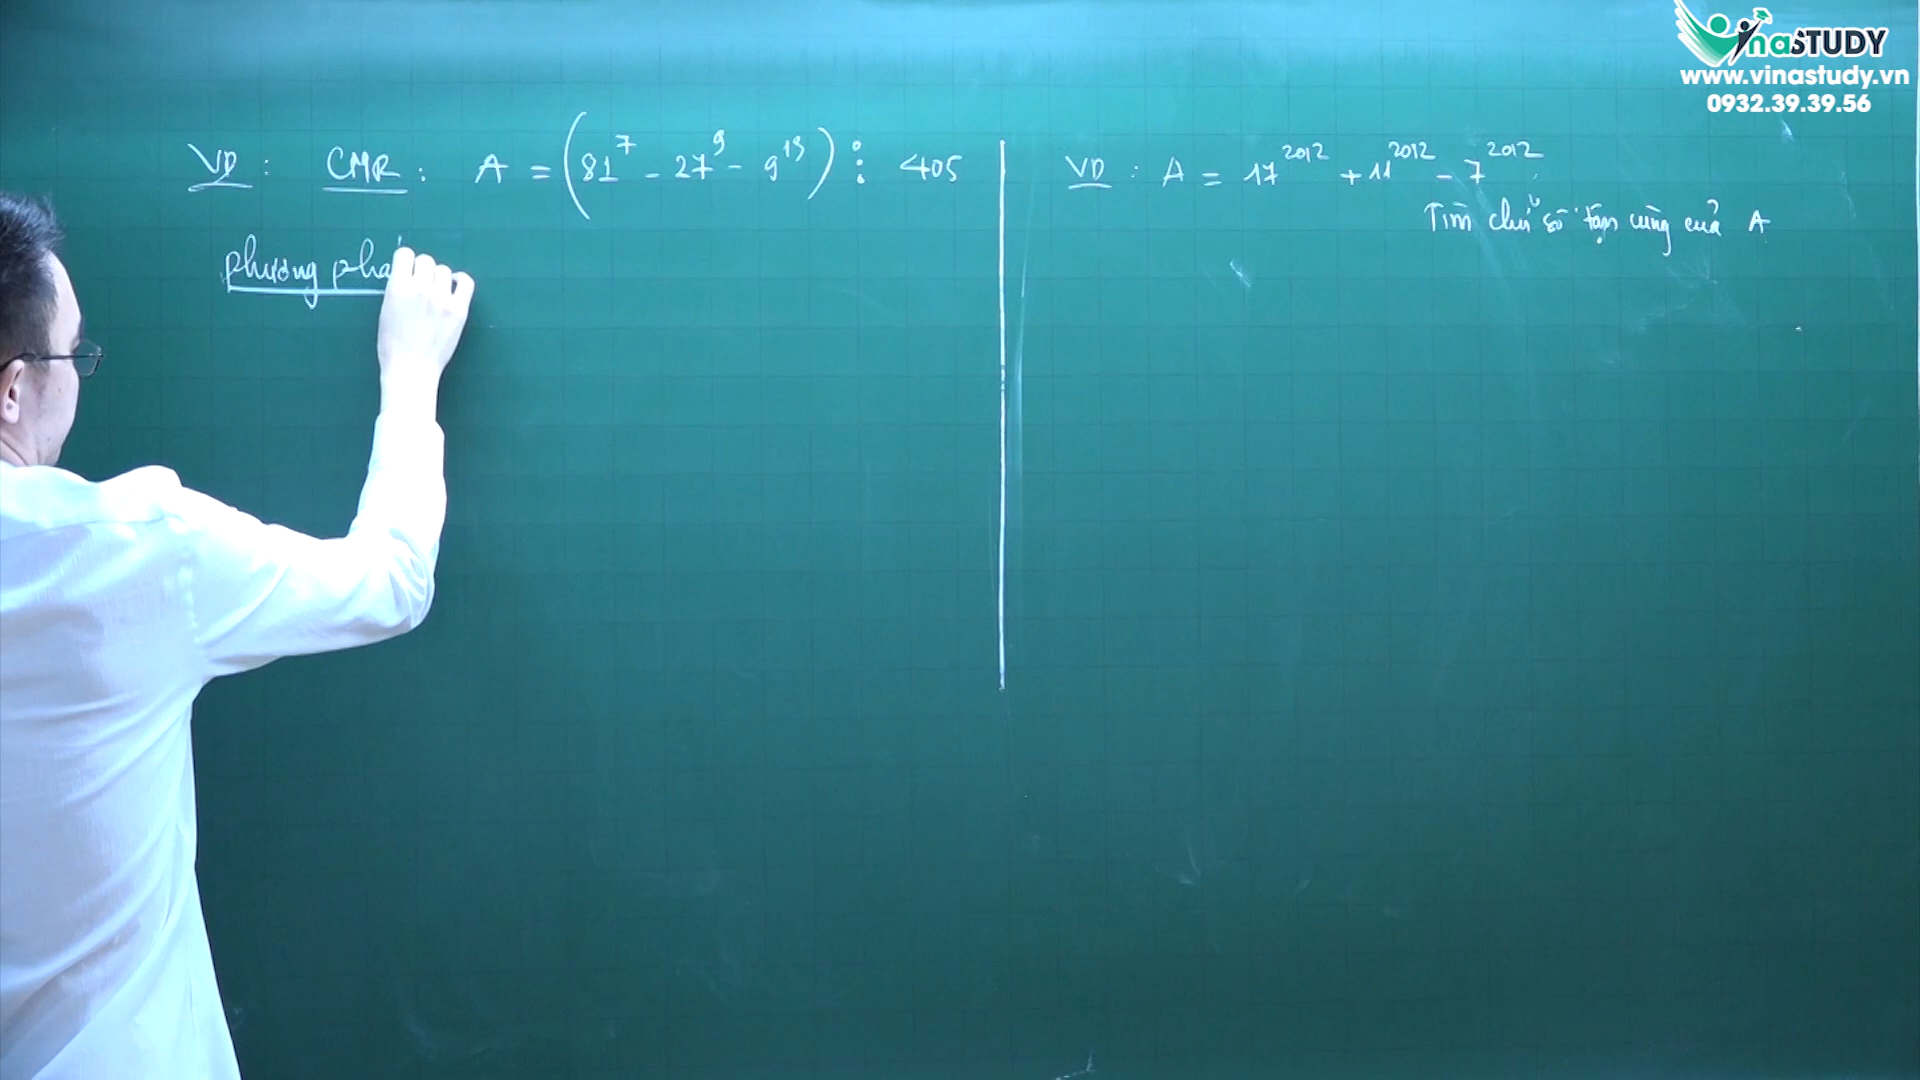 VD : CMR : A = (81^7 - 27^9 - 9^13) ⋮ 405
phương phá
VD : A = 17^2012 + 11^2012 - 7^2012
Tìm chữ số tận cùng của A
VinaSTUDY
www.vinastudy.vn
0932.39.39.56